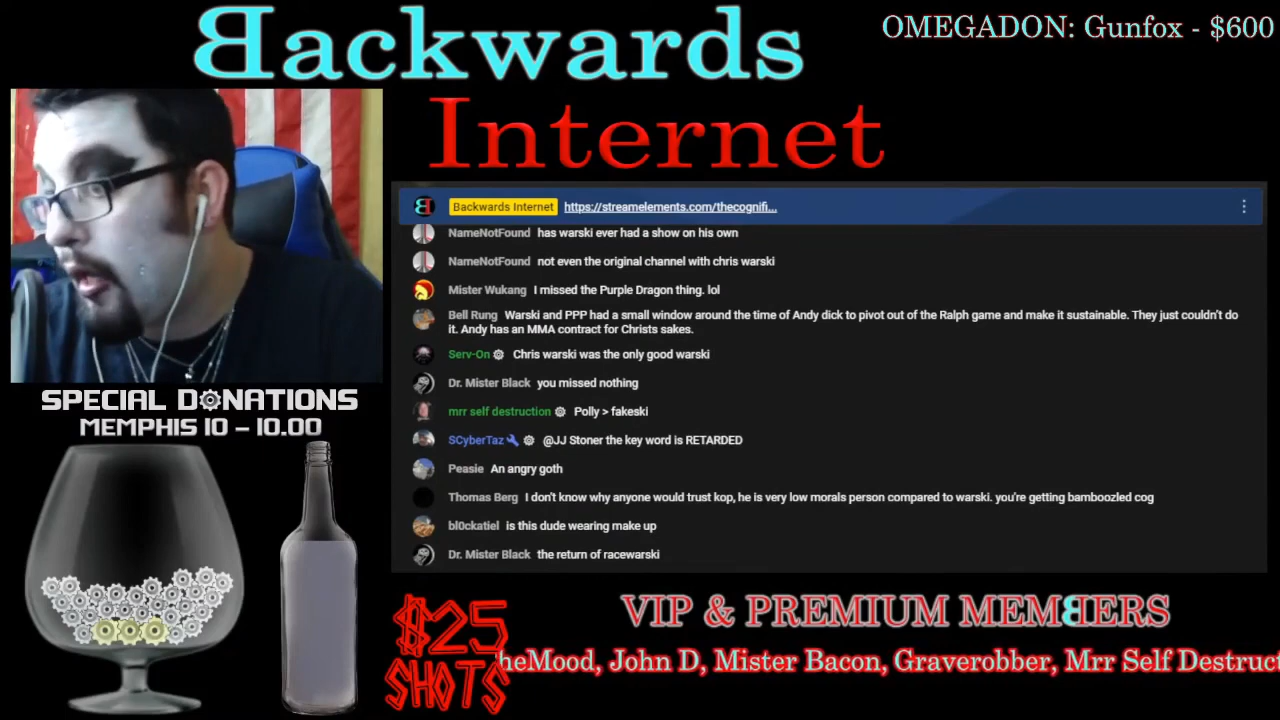 Backwards
Internet
OMEGADON: Gunfox - $600
Backwards Internet https://streamelements.com/thecognifi...
NameNotFound has warski ever had a show on his own
NameNotFound not even the original channel with chris warski
Mister Wukang I missed the Purple Dragon thing. lol
Bell Rung Warski and PPP had a small window around the time of Andy dick to pivot out of the Ralph game and make it sustainable. They just couldn't do
it. Andy has an MMA contract for Christs sakes.
Serv-On Chris warski was the only good warski
Dr. Mister Black you missed nothing
mrr self destruction Polly > fakeski
SCyberTaz @JJ Stoner the key word is RETARDED
Peasie An angry goth
Thomas Berg I don't know why anyone would trust kop, he is very low morals person compared to warski. you're getting bamboozled cog
bl0ckatiel is this dude wearing make up
Dr. Mister Black the return of racewarski
SPECIAL DONATIONS
MEMPHIS 10 - 10.00
$25
SHOTS
VIP & PREMIUM MEMBERS
heMood, John D, Mister Bacon, Graverobber, Mrr Self Destruct